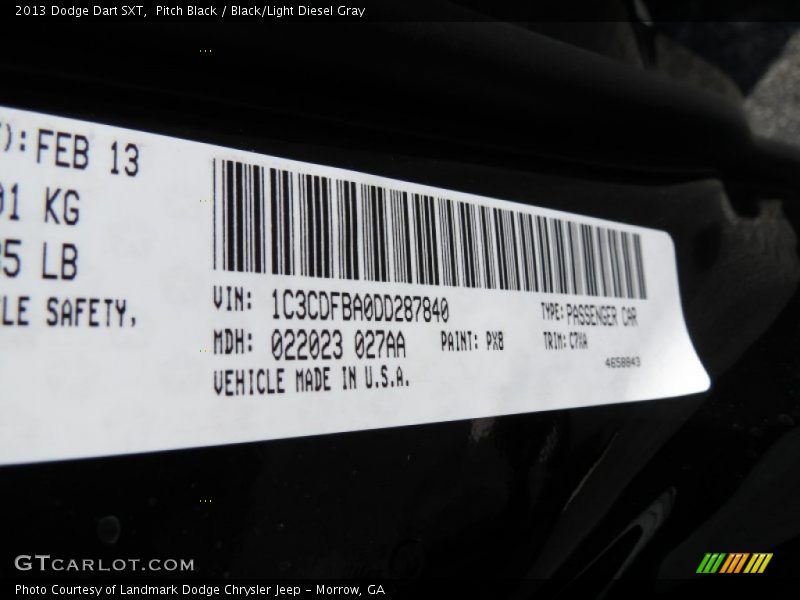 2013 Dodge Dart SXT,  Pitch Black / Black/Light Diesel Gray
): FEB 13
01 KG
5 LB
LE SAFETY,
VIN: 1C3CDFBA0DD287840
TYPE: PASSENGER CAR
MDH: 022023 027AA
PAINT: PX8
TRIM: C7XA
VEHICLE MADE IN U.S.A.
4658843
GTCARLOT.COM
Photo Courtesy of Landmark Dodge Chrysler Jeep - Morrow, GA